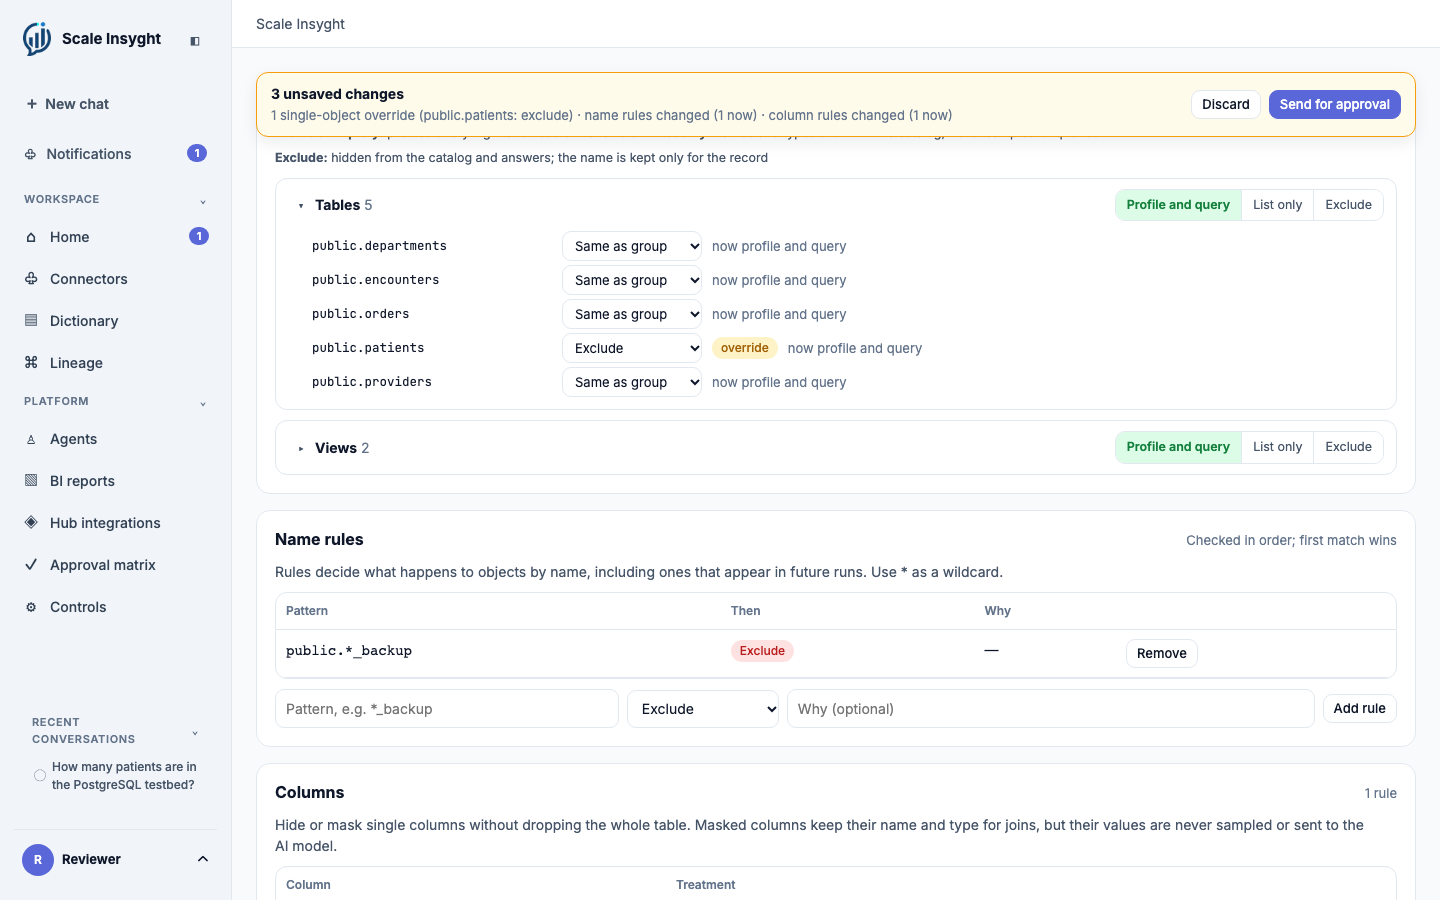 Scale Insyght
Scale Insyght
+ New chat
Notifications 1
WORKSPACE
Home 1
Connectors
Dictionary
Lineage
PLATFORM
Agents
BI reports
Hub integrations
Approval matrix
Controls
RECENT
CONVERSATIONS
How many patients are in
the PostgreSQL testbed?
R Reviewer
3 unsaved changes
1 single-object override (public.patients: exclude) · name rules changed (1 now) · column rules changed (1 now)
Discard Send for approval
Exclude: hidden from the catalog and answers; the name is kept only for the record
Tables 5 Profile and query List only Exclude
public.departments Same as group now profile and query
public.encounters Same as group now profile and query
public.orders Same as group now profile and query
public.patients Exclude override now profile and query
public.providers Same as group now profile and query
Views 2 Profile and query List only Exclude
Name rules Checked in order; first match wins
Rules decide what happens to objects by name, including ones that appear in future runs. Use * as a wildcard.
Pattern Then Why
public.*_backup Exclude — Remove
Pattern, e.g. *_backup Exclude Why (optional) Add rule
Columns 1 rule
Hide or mask single columns without dropping the whole table. Masked columns keep their name and type for joins, but their values are never sampled or sent to the
AI model.
Column Treatment